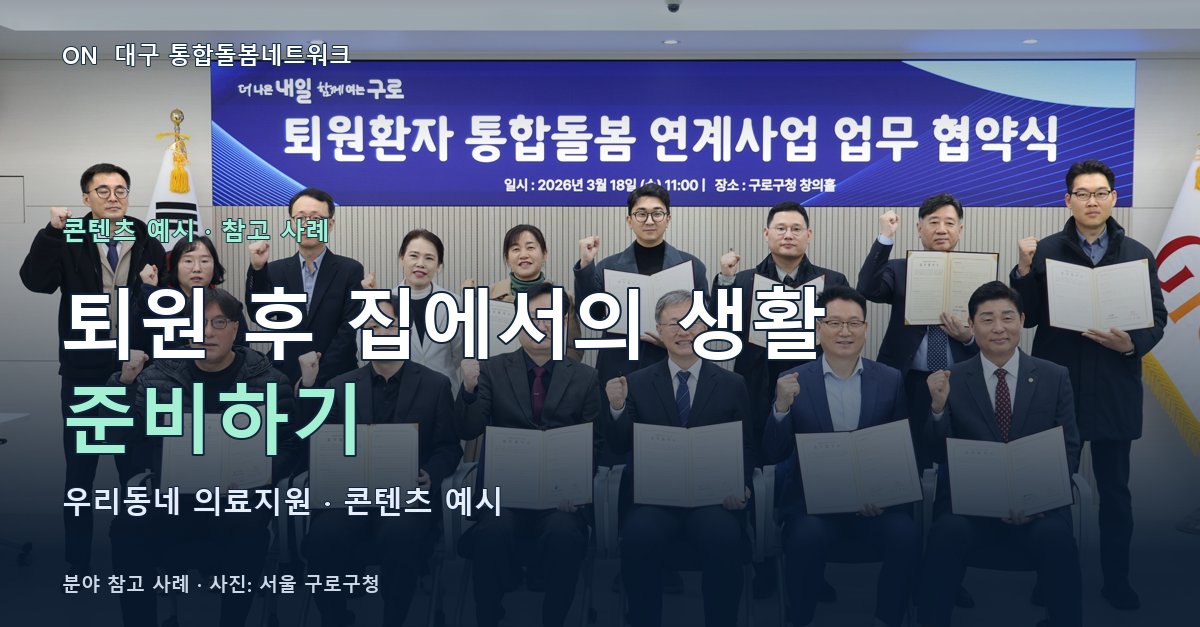 ON 대구 통합돌봄네트워크
더 나은 내일 함께 여는 구로
퇴원환자 통합돌봄 연계사업 업무 협약식
일시 : 2026년 3월 18일 (수) 11:00 | 장소 : 구로구청 창의홀
콘텐츠 예시 · 참고 사례
퇴원 후 집에서의 생활
준비하기
우리동네 의료지원 · 콘텐츠 예시
분야 참고 사례 · 사진: 서울 구로구청